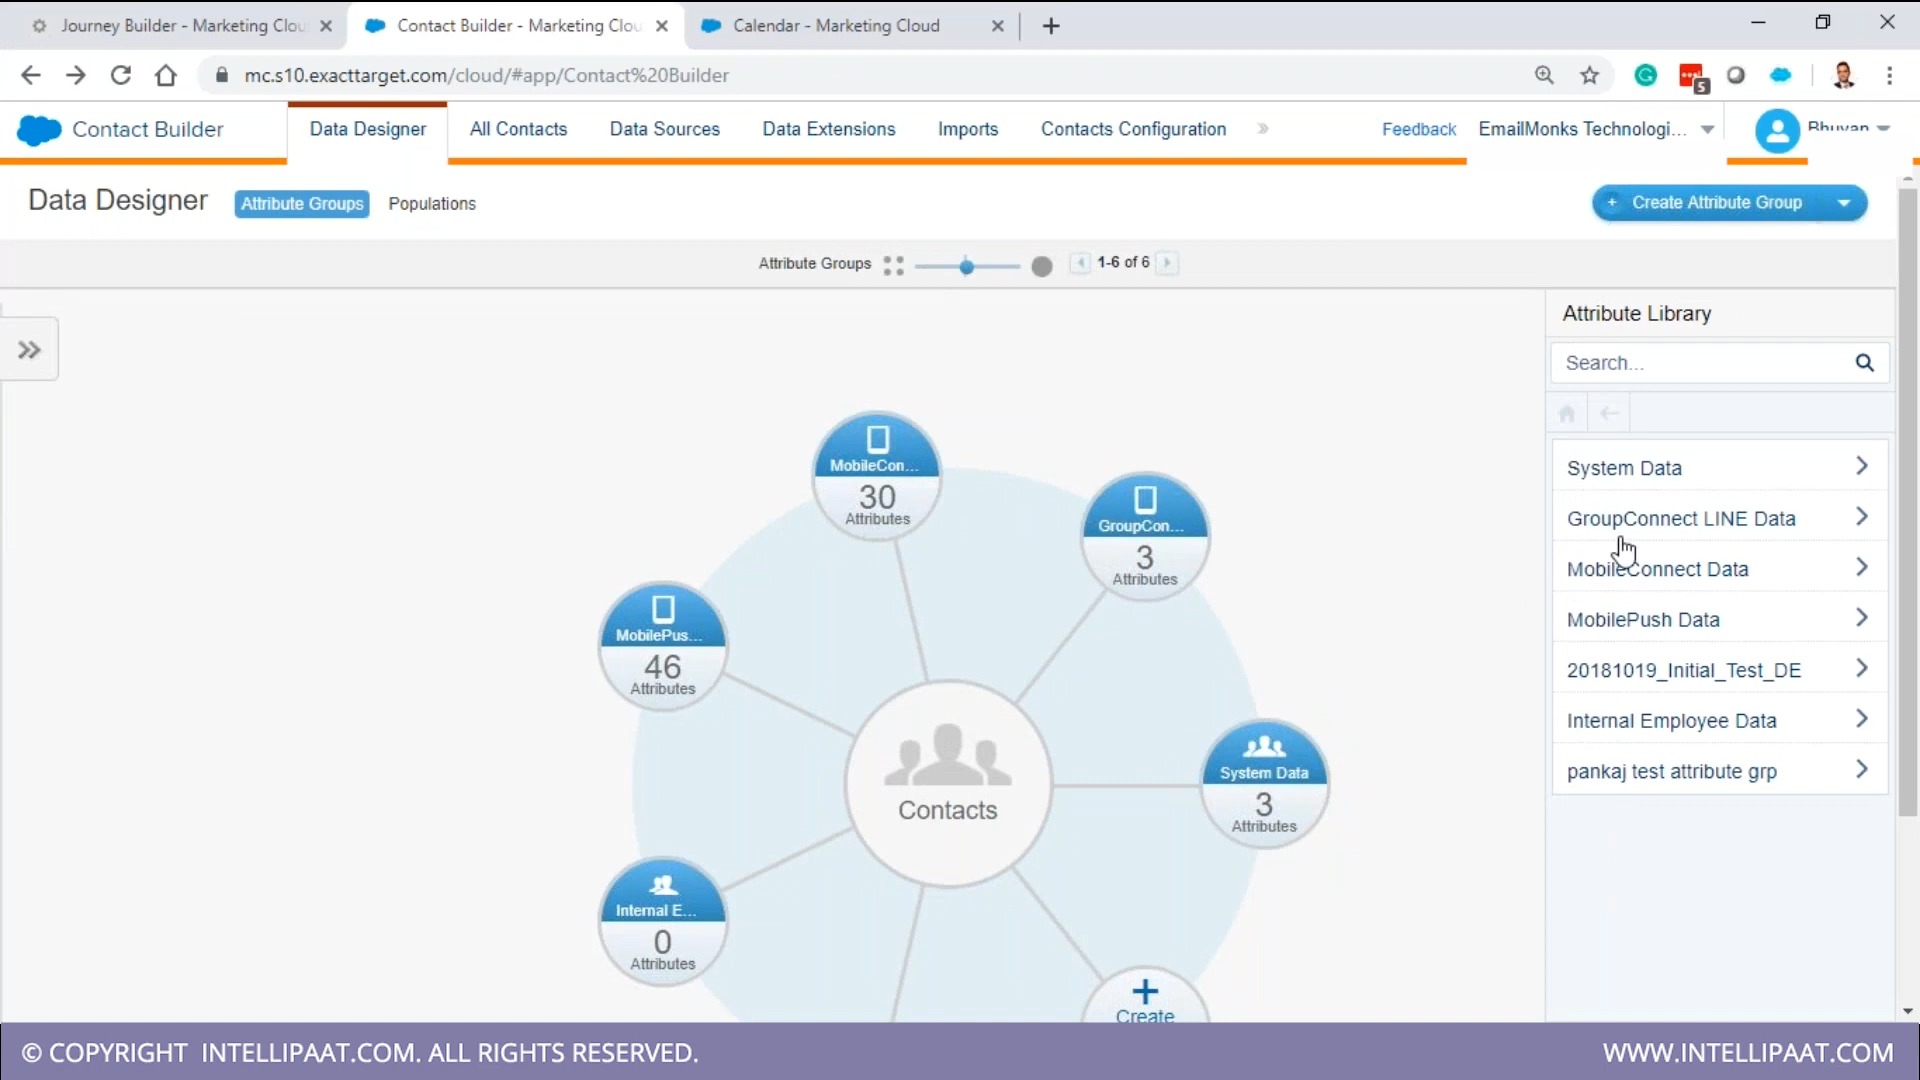 Journey Builder - Marketing Clou
Contact Builder - Marketing Clou
Calendar - Marketing Cloud
mc.s10.exacttarget.com/cloud/#app/Contact%20Builder
S
Contact Builder
Data Designer
All Contacts
Data Sources
Data Extensions
Imports
Contacts Configuration
Feedback
EmailMonks Technologi...
Bhuvan
Data Designer
Attribute Groups
Populations
+ Create Attribute Group
Attribute Groups
1-6 of 6
Attribute Library
Search...
System Data
GroupConnect LINE Data
MobileConnect Data
MobilePush Data
20181019_Initial_Test_DE
Internal Employee Data
pankaj test attribute grp
MobileCon...
30
Attributes
GroupCon...
3
Attributes
MobilePus...
46
Attributes
System Data
3
Attributes
Contacts
Internal E...
0
Attributes
+
Create
© COPYRIGHT INTELLIPAAT.COM. ALL RIGHTS RESERVED.
WWW.INTELLIPAAT.COM